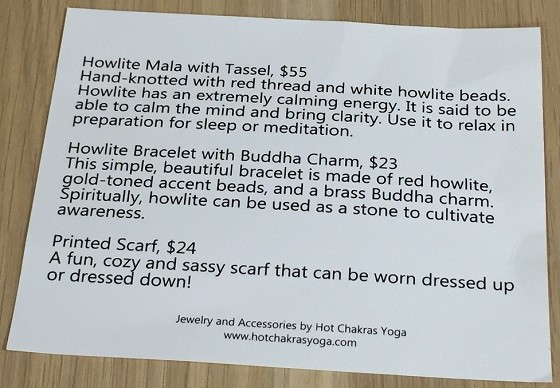 Howlite Mala with Tassel, $55
Hand-knotted with red thread and white howlite beads.
Howlite has an extremely calming energy. It is said to be
able to calm the mind and bring clarity. Use it to relax in
preparation for sleep or meditation.
Howlite Bracelet with Buddha Charm, $23
This simple, beautiful bracelet is made of red howlite,
gold-toned accent beads, and a brass Buddha charm.
Spiritually, howlite can be used as a stone to cultivate
awareness.
Printed Scarf, $24
A fun, cozy and sassy scarf that can be worn dressed up
or dressed down!
Jewelry and Accessories by Hot Chakras Yoga
www.hotchakrasyoga.com